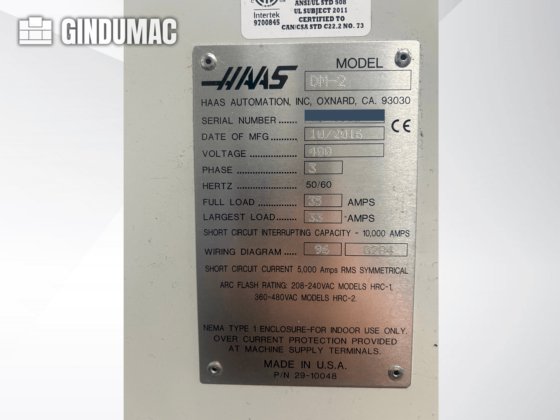 GINDUMAC
Intertek
9700845
ANSI/UL STD 508
UL SUBJECT 2011
CERTIFIED TO
CAN/CSA STD C22.2 NO. 73
HAAS
MODEL
DM-2
HAAS AUTOMATION, INC, OXNARD, CA. 93030
SERIAL NUMBER
CE
DATE OF MFG. 10/2016
VOLTAGE 400
PHASE 3
HERTZ 50/60
FULL LOAD AMPS
LARGEST LOAD AMPS
SHORT CIRCUIT INTERRUPTING CAPACITY - 10,000 AMPS
WIRING DIAGRAM 96
SHORT CIRCUIT CURRENT 5,000 Amps RMS SYMMETRICAL
ARC FLASH RATING: 208-240VAC MODELS HRC-1,
360-480VAC MODELS HRC-2.
NEMA TYPE 1 ENCLOSURE-FOR INDOOR USE ONLY.
OVER CURRENT PROTECTION PROVIDED
AT MACHINE SUPPLY TERMINALS.
MADE IN U.S.A.
P/N 29-10048